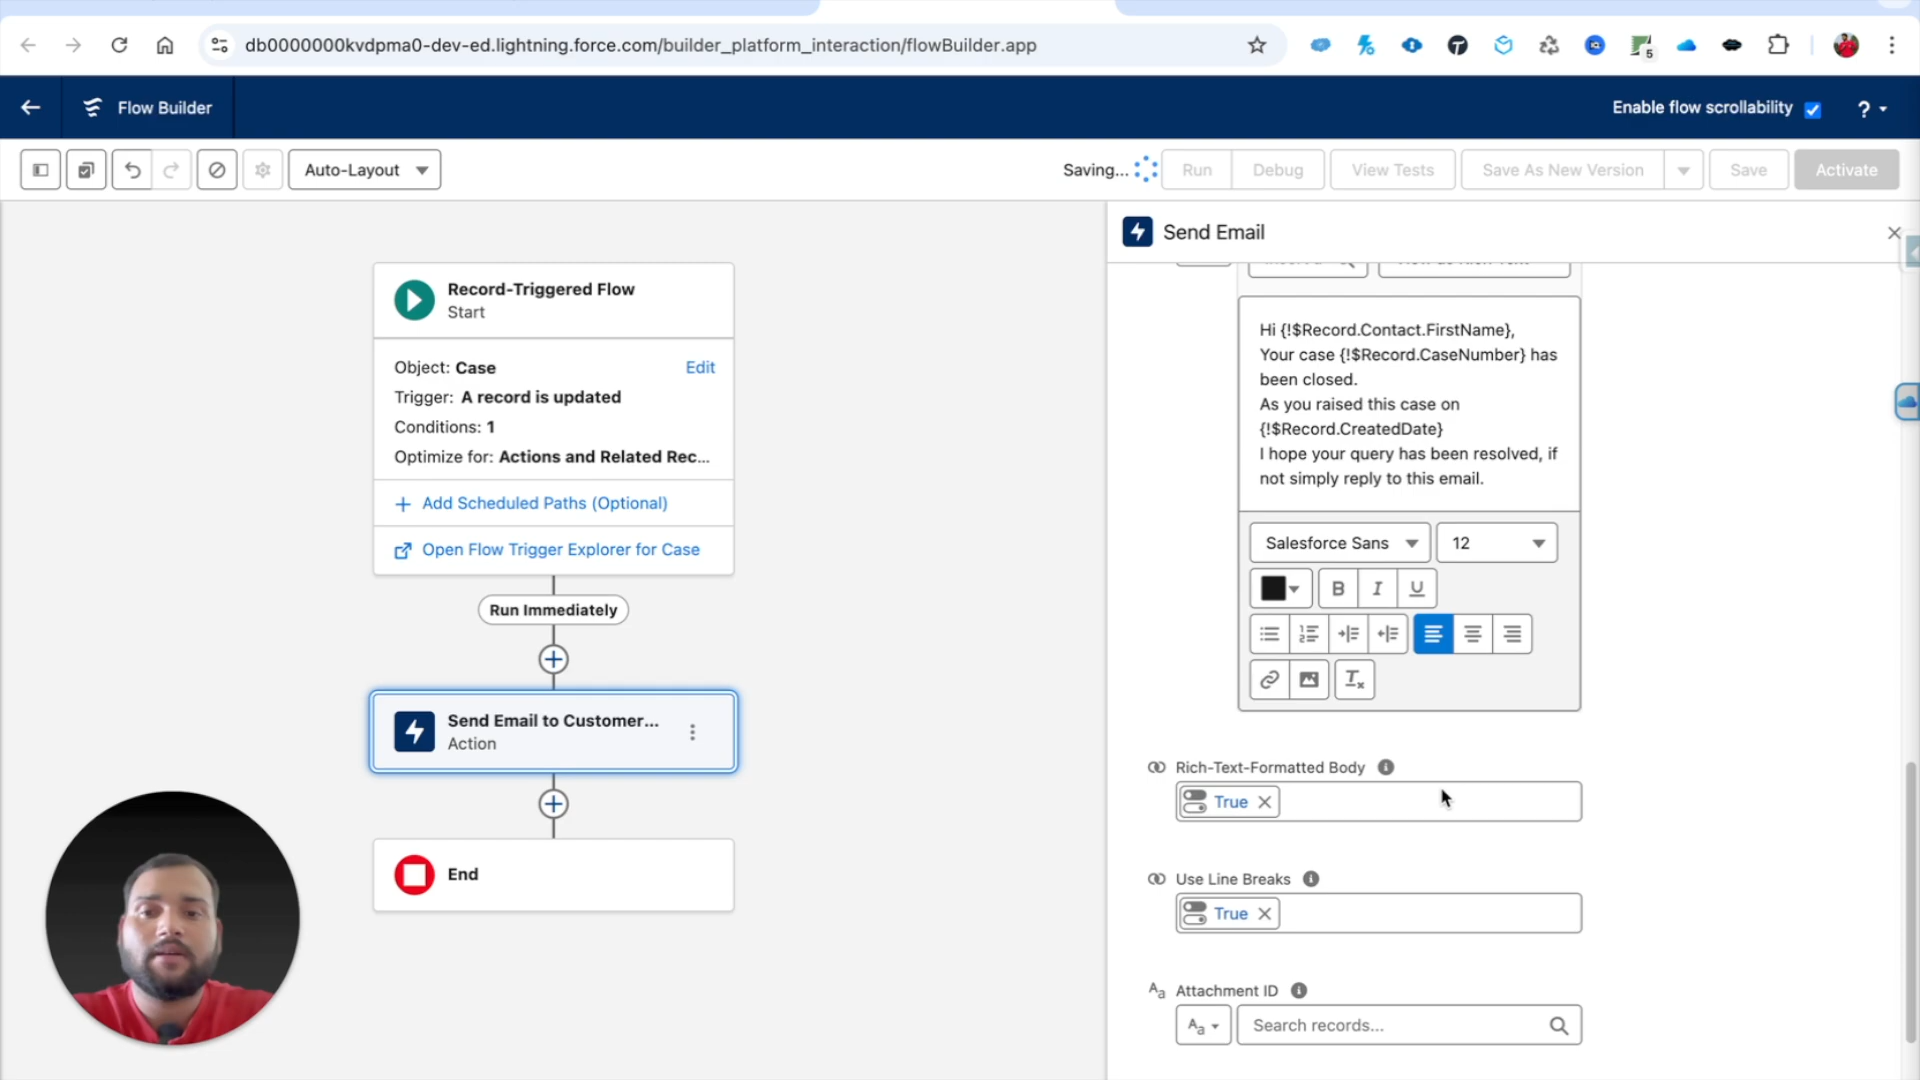 db0000000kvdpma0-dev-ed.lightning.force.com/builder_platform_interaction/flowBuilder.app
5
Flow Builder
Enable flow scrollability
?
Auto-Layout
Saving...
Run
Debug
View Tests
Save As New Version
Save
Activate
Record-Triggered Flow
Start
Object: Case
Edit
Trigger: A record is updated
Conditions: 1
Optimize for: Actions and Related Rec...
Add Scheduled Paths (Optional)
Open Flow Trigger Explorer for Case
Run Immediately
Send Email to Customer...
Action
End
Send Email
Hi {!$Record.Contact.FirstName},
Your case {!$Record.CaseNumber} has
been closed.
As you raised this case on
{!$Record.CreatedDate}
I hope your query has been resolved, if
not simply reply to this email.
Salesforce Sans
12
B I U
Rich-Text-Formatted Body
True
Use Line Breaks
True
Aa Attachment ID
Aa
Search records...